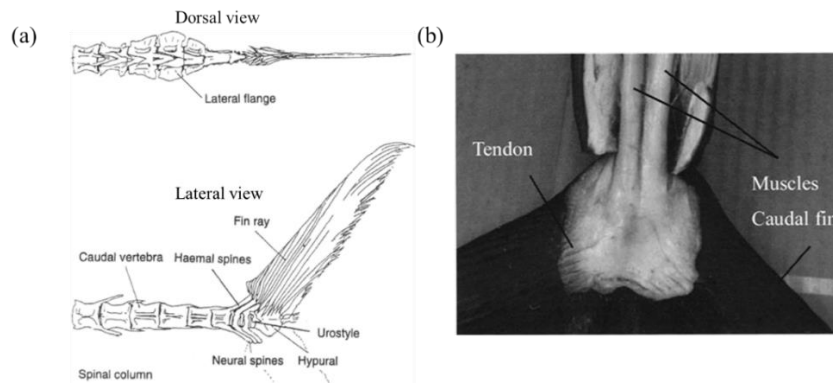 Dorsal view
(a)
(b)
Lateral flange
Tendon
Lateral view
Muscles
Fin ray
Caudal fin
Caudal vertebra
Haemal spines
Urostyle
Neural spines
Hypural
Spinal column